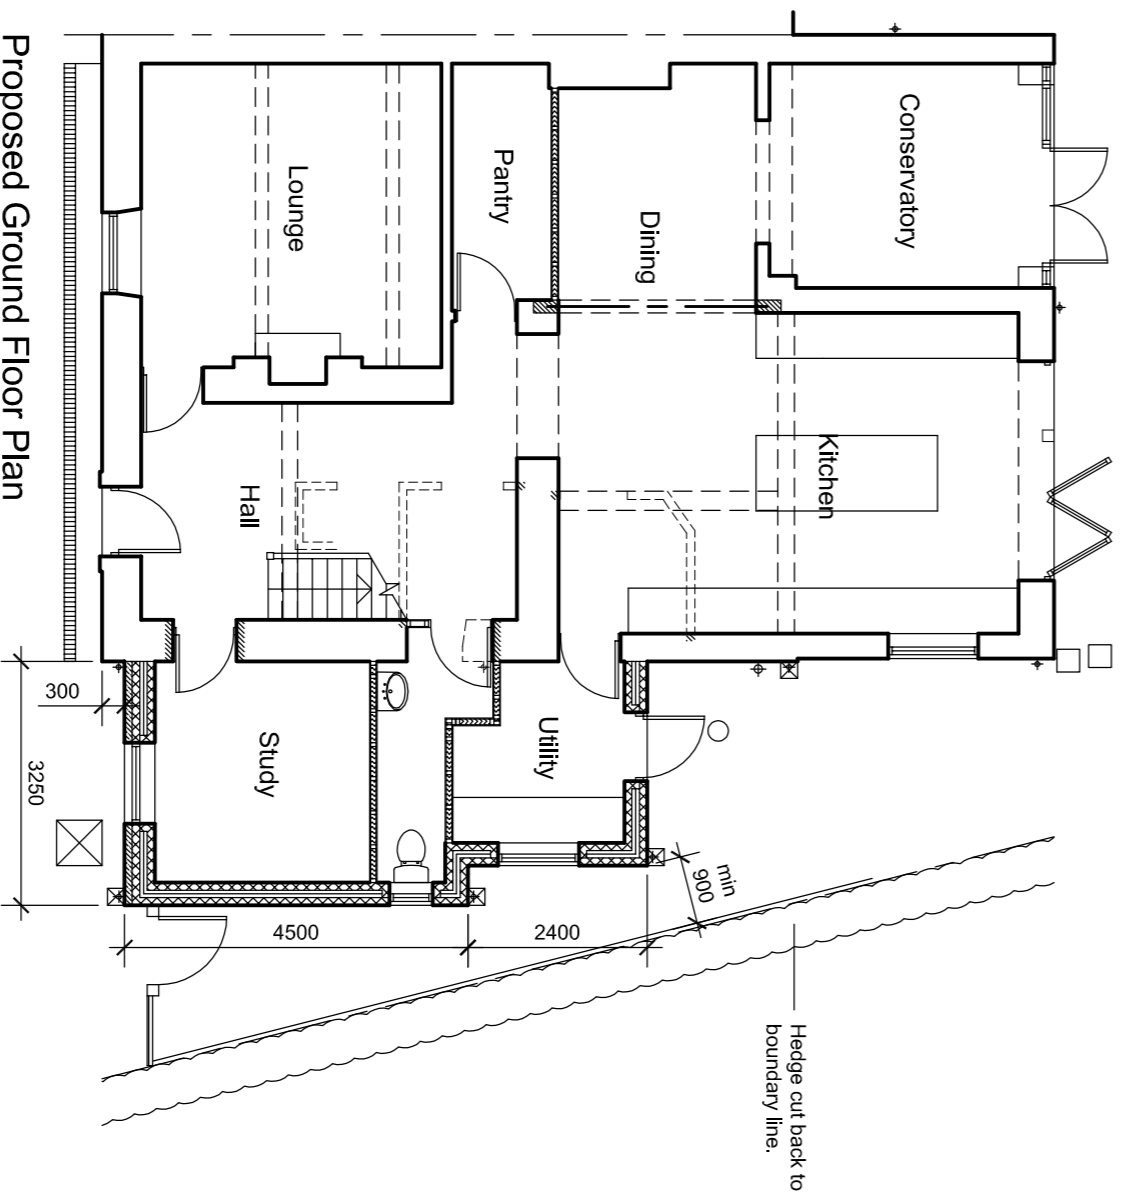 Conservatory
Kitchen
Dining
Pantry
Lounge
Hall
Utility
Study
300
3250
4500
2400
min
900
Hedge cut back to
boundary line.
Proposed Ground Floor Plan